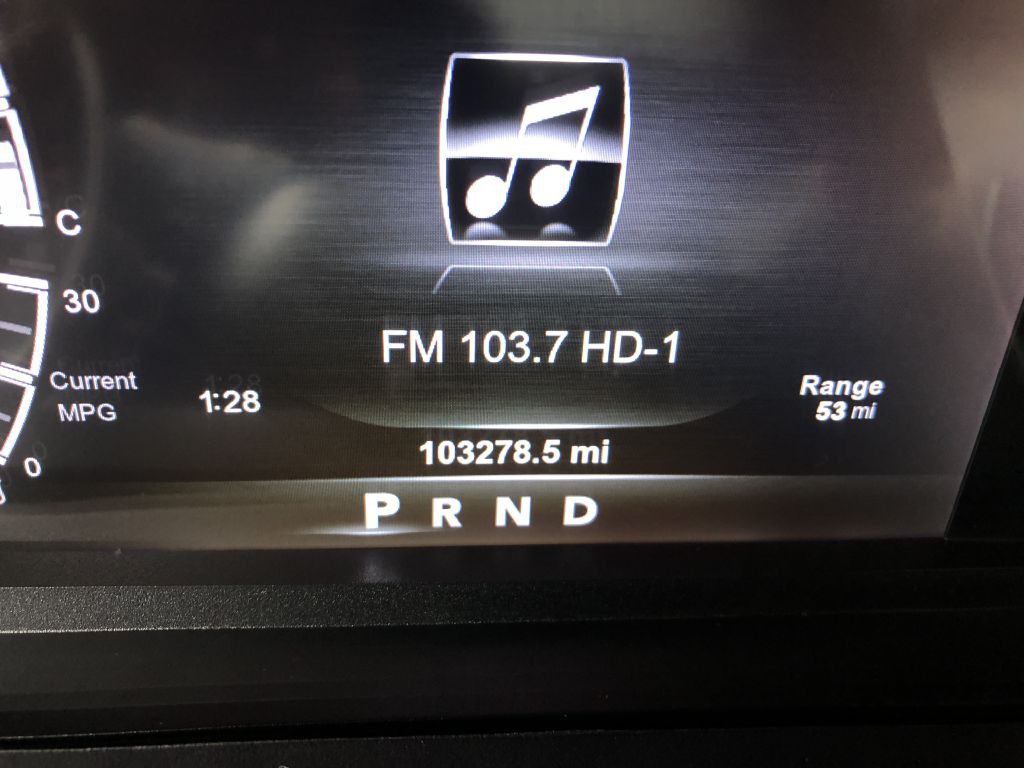 C
30
FM 103.7 HD-1
Current
MPG
1:28
Range
53 mi
103278.5 mi
0
P R N D